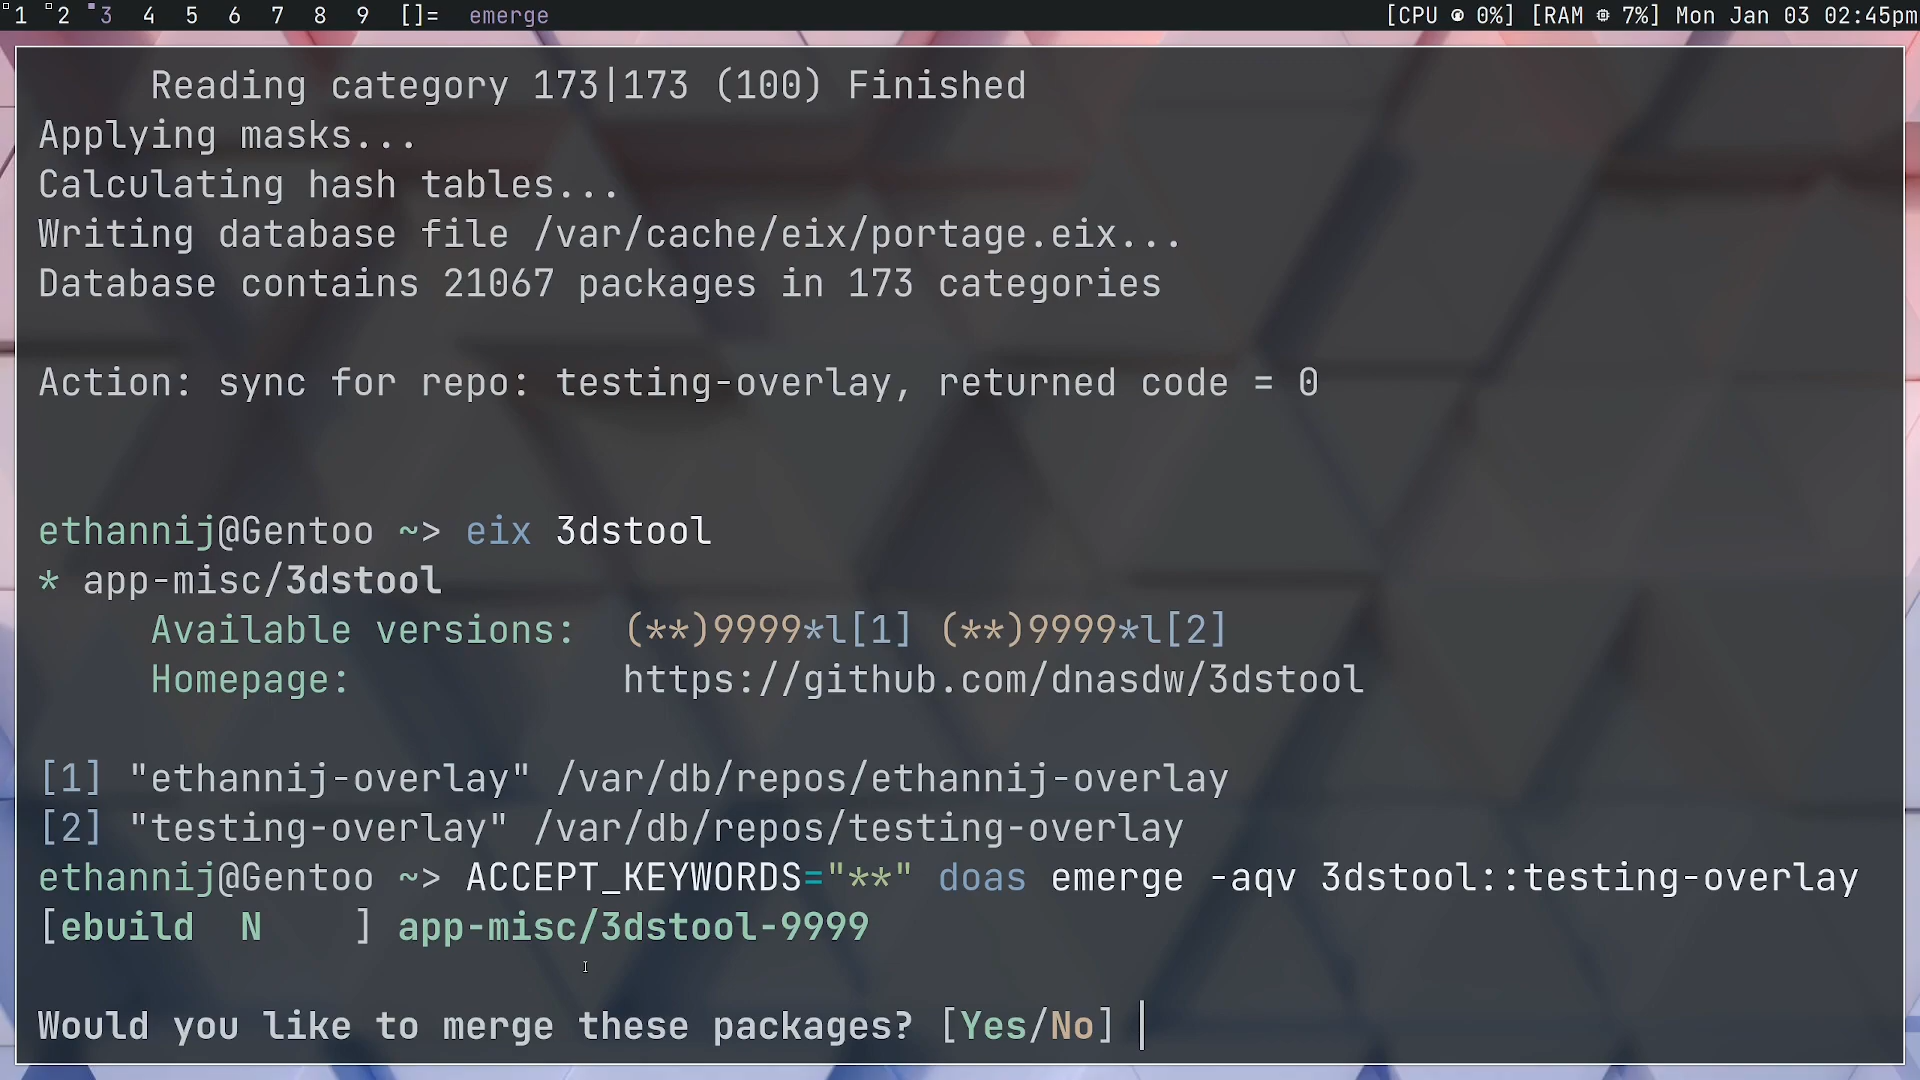 1 2 3 4 5 6 7 8 9 []= emerge [CPU 0%] [RAM 7%] Mon Jan 03 02:45pm
Reading category 173|173 (100) Finished
Applying masks...
Calculating hash tables...
Writing database file /var/cache/eix/portage.eix...
Database contains 21067 packages in 173 categories
Action: sync for repo: testing-overlay, returned code = 0
ethannij@Gentoo ~> eix 3dstool
* app-misc/3dstool
Available versions: (**)9999*l[1] (**)9999*l[2]
Homepage: https://github.com/dnasdw/3dstool
[1] "ethannij-overlay" /var/db/repos/ethannij-overlay
[2] "testing-overlay" /var/db/repos/testing-overlay
ethannij@Gentoo ~> ACCEPT_KEYWORDS="**" doas emerge -aqv 3dstool::testing-overlay
[ebuild N ] app-misc/3dstool-9999
Would you like to merge these packages? [Yes/No]